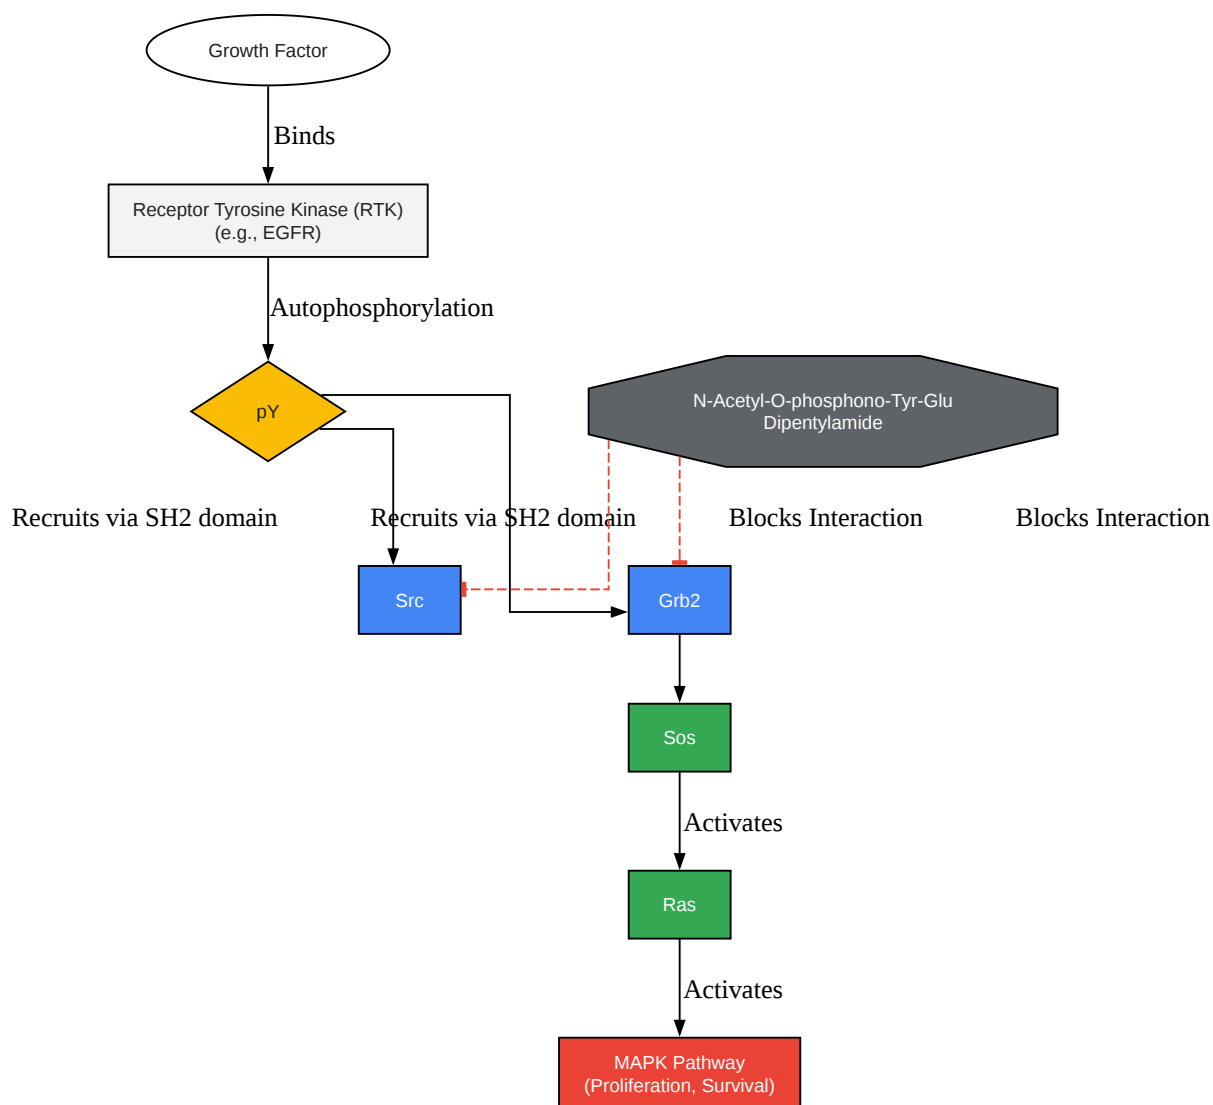 Growth Factor
Binds
Receptor Tyrosine Kinase (RTK)
(e.g., EGFR)
Autophosphorylation
pY
N-Acetyl-O-phosphono-Tyr-Glu
Dipentylamide
Recruits via SH2 domain
Recruits via SH2 domain
Blocks Interaction
Blocks Interaction
Src
Grb2
Sos
Activates
Ras
Activates
MAPK Pathway
(Proliferation, Survival)